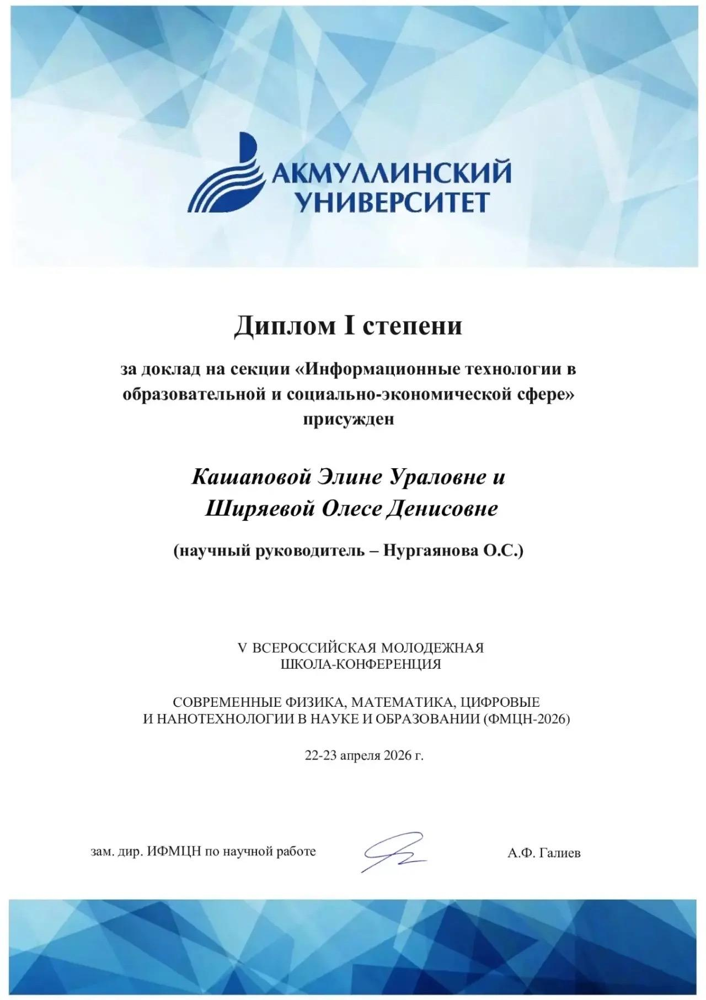 АКМУЛЛИНСКИЙ
УНИВЕРСИТЕТ
Диплом I степени
за доклад на секции «Информационные технологии в
образовательной и социально-экономической сфере»
присужден
Кашаповой Элине Ураловне и
Ширяевой Олесе Денисовне
(научный руководитель – Нургаянова О.С.)
V ВСЕРОССИЙСКАЯ МОЛОДЕЖНАЯ
ШКОЛА-КОНФЕРЕНЦИЯ
СОВРЕМЕННЫЕ ФИЗИКА, МАТЕМАТИКА, ЦИФРОВЫЕ
И НАНОТЕХНОЛОГИИ В НАУКЕ И ОБРАЗОВАНИИ (ФМЦН-2026)
22-23 апреля 2026 г.
зам. дир. ИФМЦН по научной работе
А.Ф. Галиев